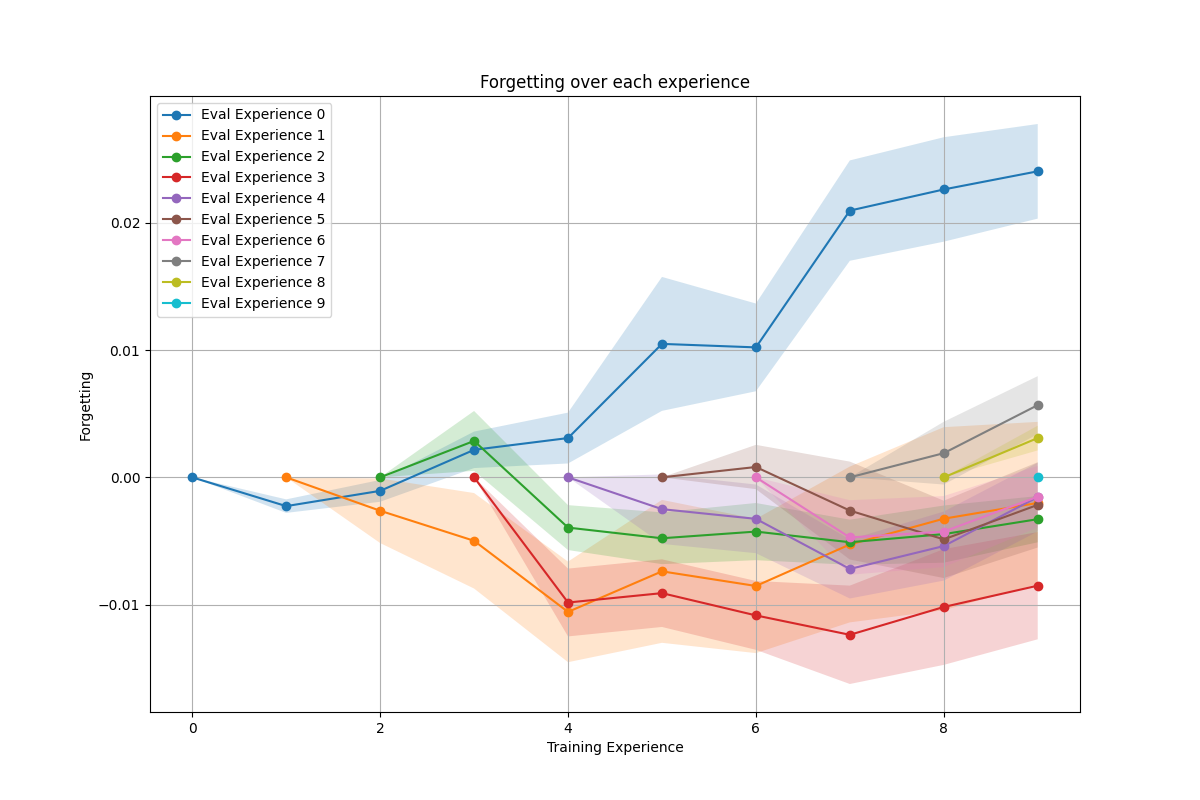 Forgetting over each experience
Eval Experience 0
Eval Experience 1
Eval Experience 2
Eval Experience 3
Eval Experience 4
Eval Experience 5
Eval Experience 6
Eval Experience 7
Eval Experience 8
Eval Experience 9
Forgetting
0.02
0.01
0.00
−0.01
0 2 4 6 8
Training Experience